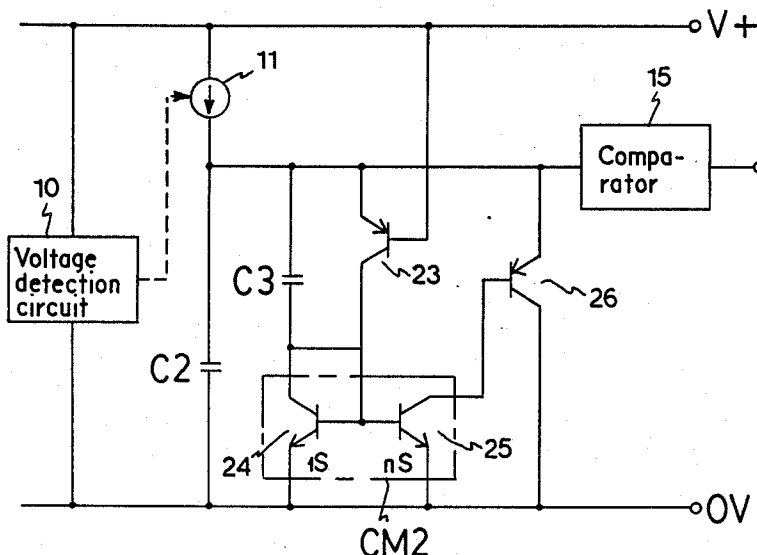 V+
11
15
Compa-
rator
10
Voltage
detection
circuit
C3
23
26
C2
24
1S
nS
25
0V
CM2